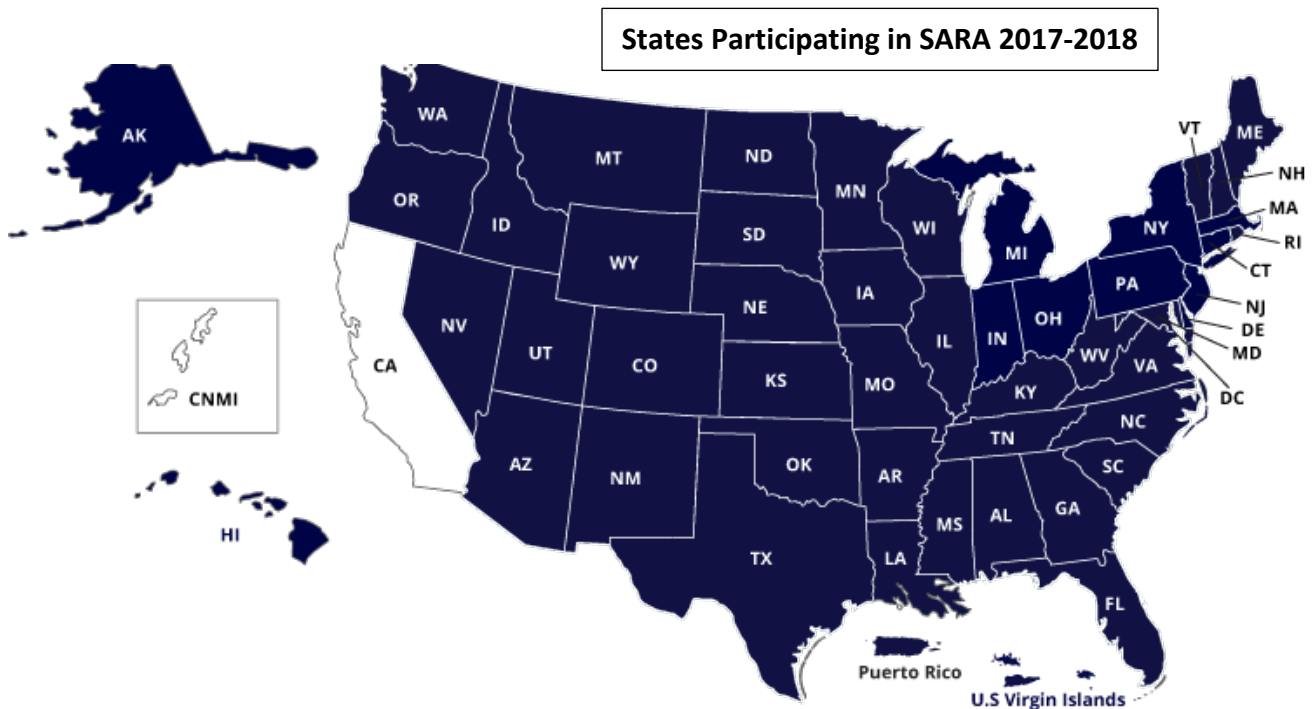 States Participating in SARA 2017-2018
AK
WA
MT
ND
MN
VT
ME
NH
MA
RI
CT
OR
ID
WY
SD
WI
MI
NY
PA
NJ
DE
MD
DC
NV
UT
CO
NE
IA
IL
IN
OH
WV
VA
CA
CNMI
KS
MO
KY
NC
TN
AZ
NM
OK
AR
SC
HI
TX
LA
MS
AL
GA
FL
Puerto Rico
U.S Virgin Islands